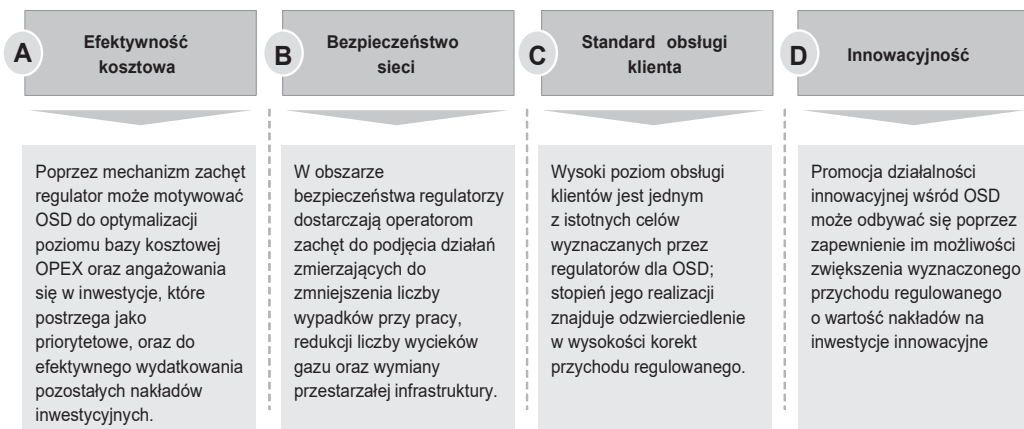 A
Efektywność
kosztowa
Poprzez mechanizm zachęt
regulator może motywować
OSD do optymalizacji
poziomu bazy kosztowej
OPEX oraz angażowania
się w inwestycje, które
postrzega jako
priorytetowe, oraz do
efektywnego wydatkowania
pozostałych nakładów
inwestycyjnych.
B
Bezpieczeństwo
sieci
W obszarze
bezpieczeństwa regulatorzy
dostarczają operatorom
zachęt do podjęcia działań
zmierzających do
zmniejszenia liczby
wypadków przy pracy,
redukcji liczby wycieków
gazu oraz wymiany
przestarzałej infrastruktury.
C
Standard obsługi
klienta
Wysoki poziom obsługi
klientów jest jednym
z istotnych celów
wyznaczanych przez
regulatorów dla OSD;
stopień jego realizacji
znajduje odzwierciedlenie
w wysokości korekt
przychodu regulowanego.
D
Innowacyjność
Promocja działalności
innowacyjnej wśród OSD
może odbywać się poprzez
zapewnienie im możliwości
zwiększenia wyznaczonego
przychodu regulowanego
o wartość nakładów na
inwestycje innowacyjne